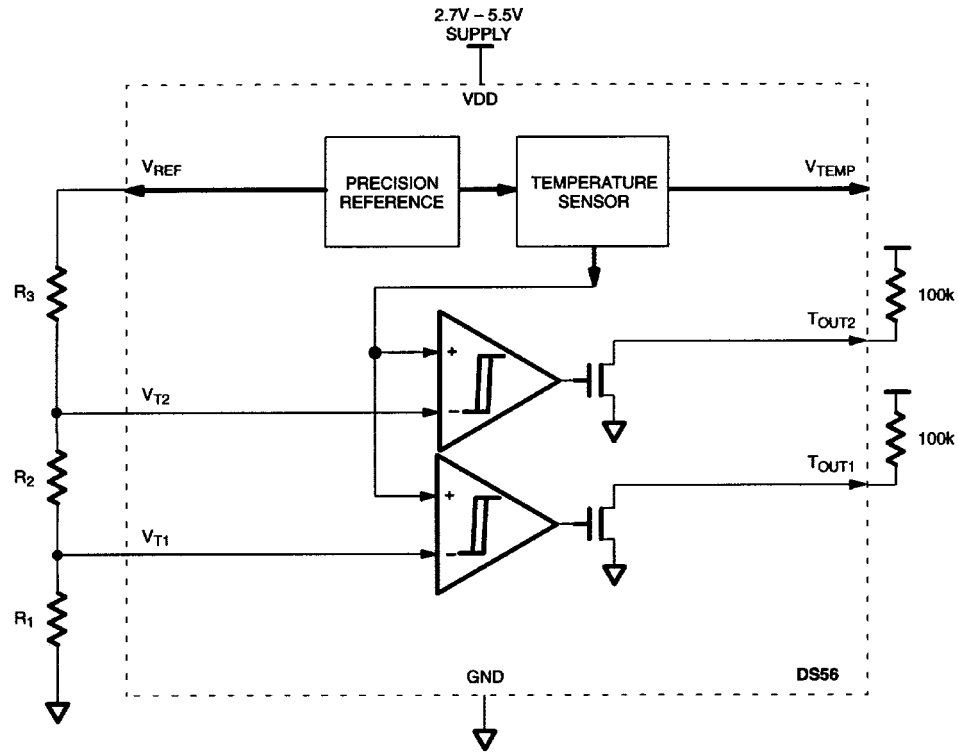 2.7V – 5.5V
SUPPLY
VDD
VREF
PRECISION
REFERENCE
TEMPERATURE
SENSOR
VTEMP
R3
100k
TOUT2
+
VT2
–
100k
R2
TOUT1
+
VT1
–
R1
GND
DS56